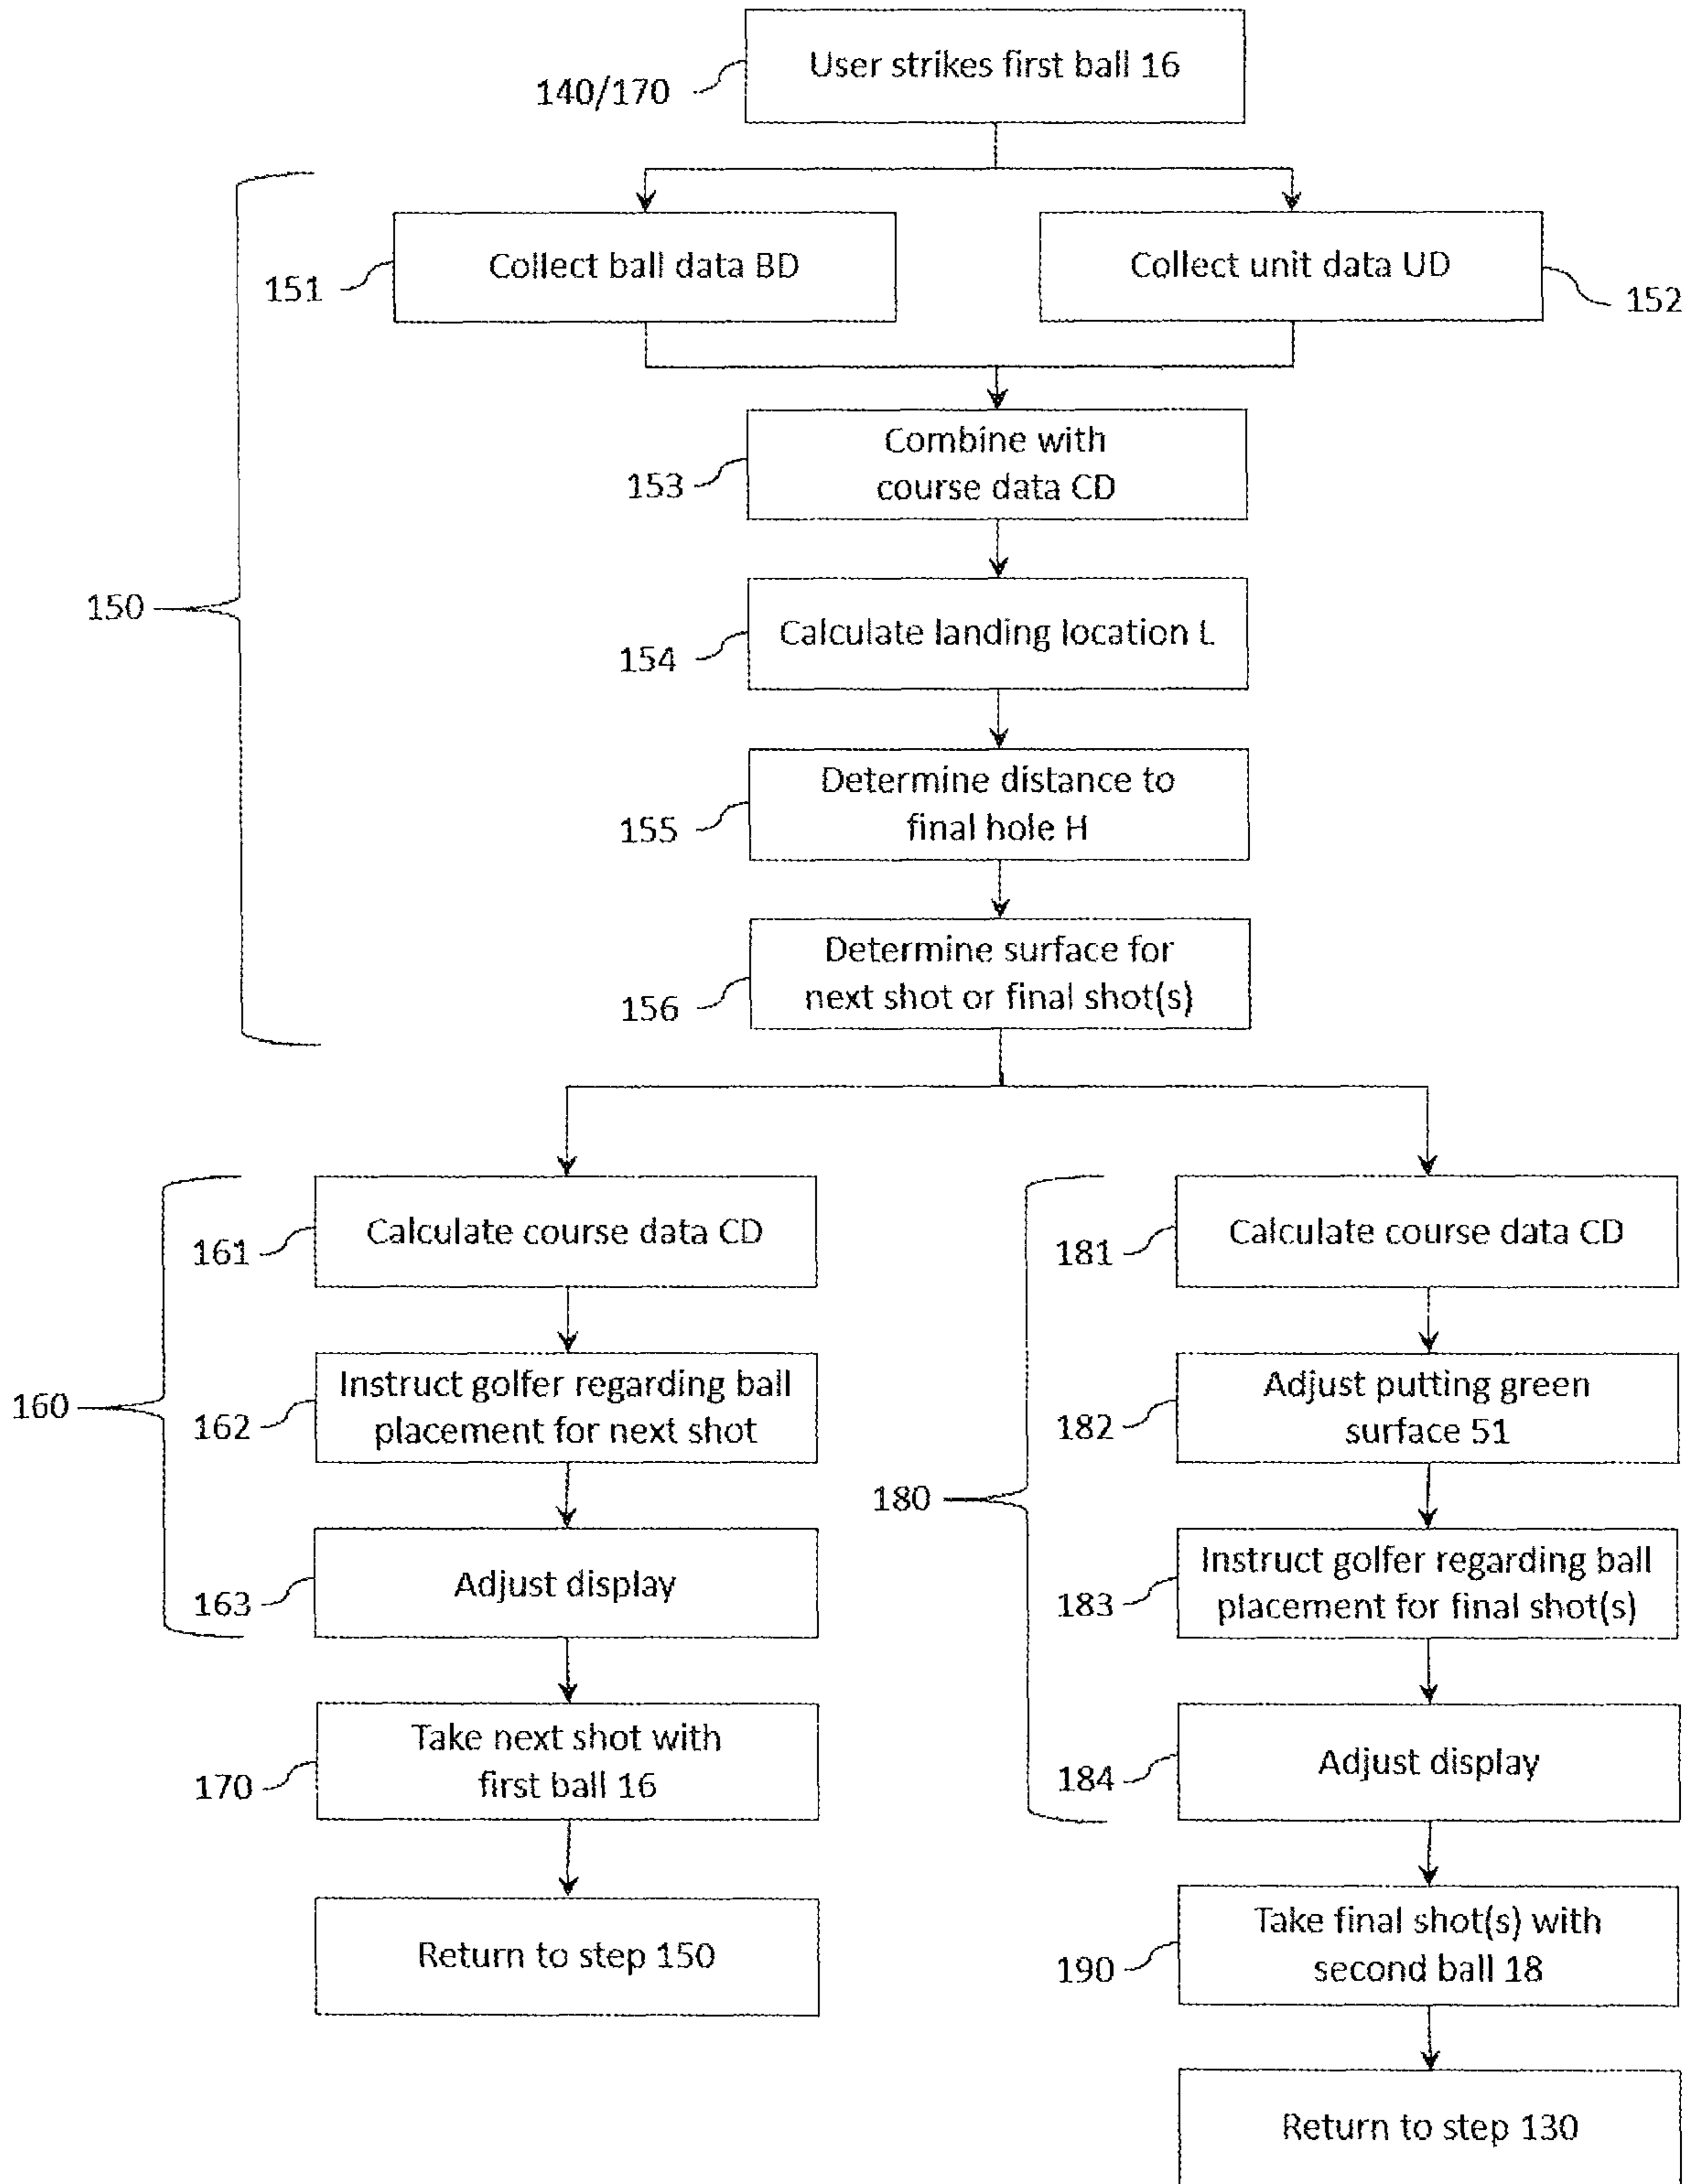 User strikes first ball 16
140/170
Collect ball data BD
151
Collect unit data UD
152
Combine with
course data CD
153
150
Calculate landing location L
154
Determine distance to
final hole H
155
Determine surface for
next shot or final shot(s)
156
Calculate course data CD
161
Instruct golfer regarding ball
placement for next shot
162
160
Adjust display
163
Take next shot with
first ball 16
170
Return to step 150
Calculate course data CD
181
Adjust putting green
surface 51
182
180
Instruct golfer regarding ball
placement for final shot(s)
183
Adjust display
184
Take final shot(s) with
second ball 18
190
Return to step 130